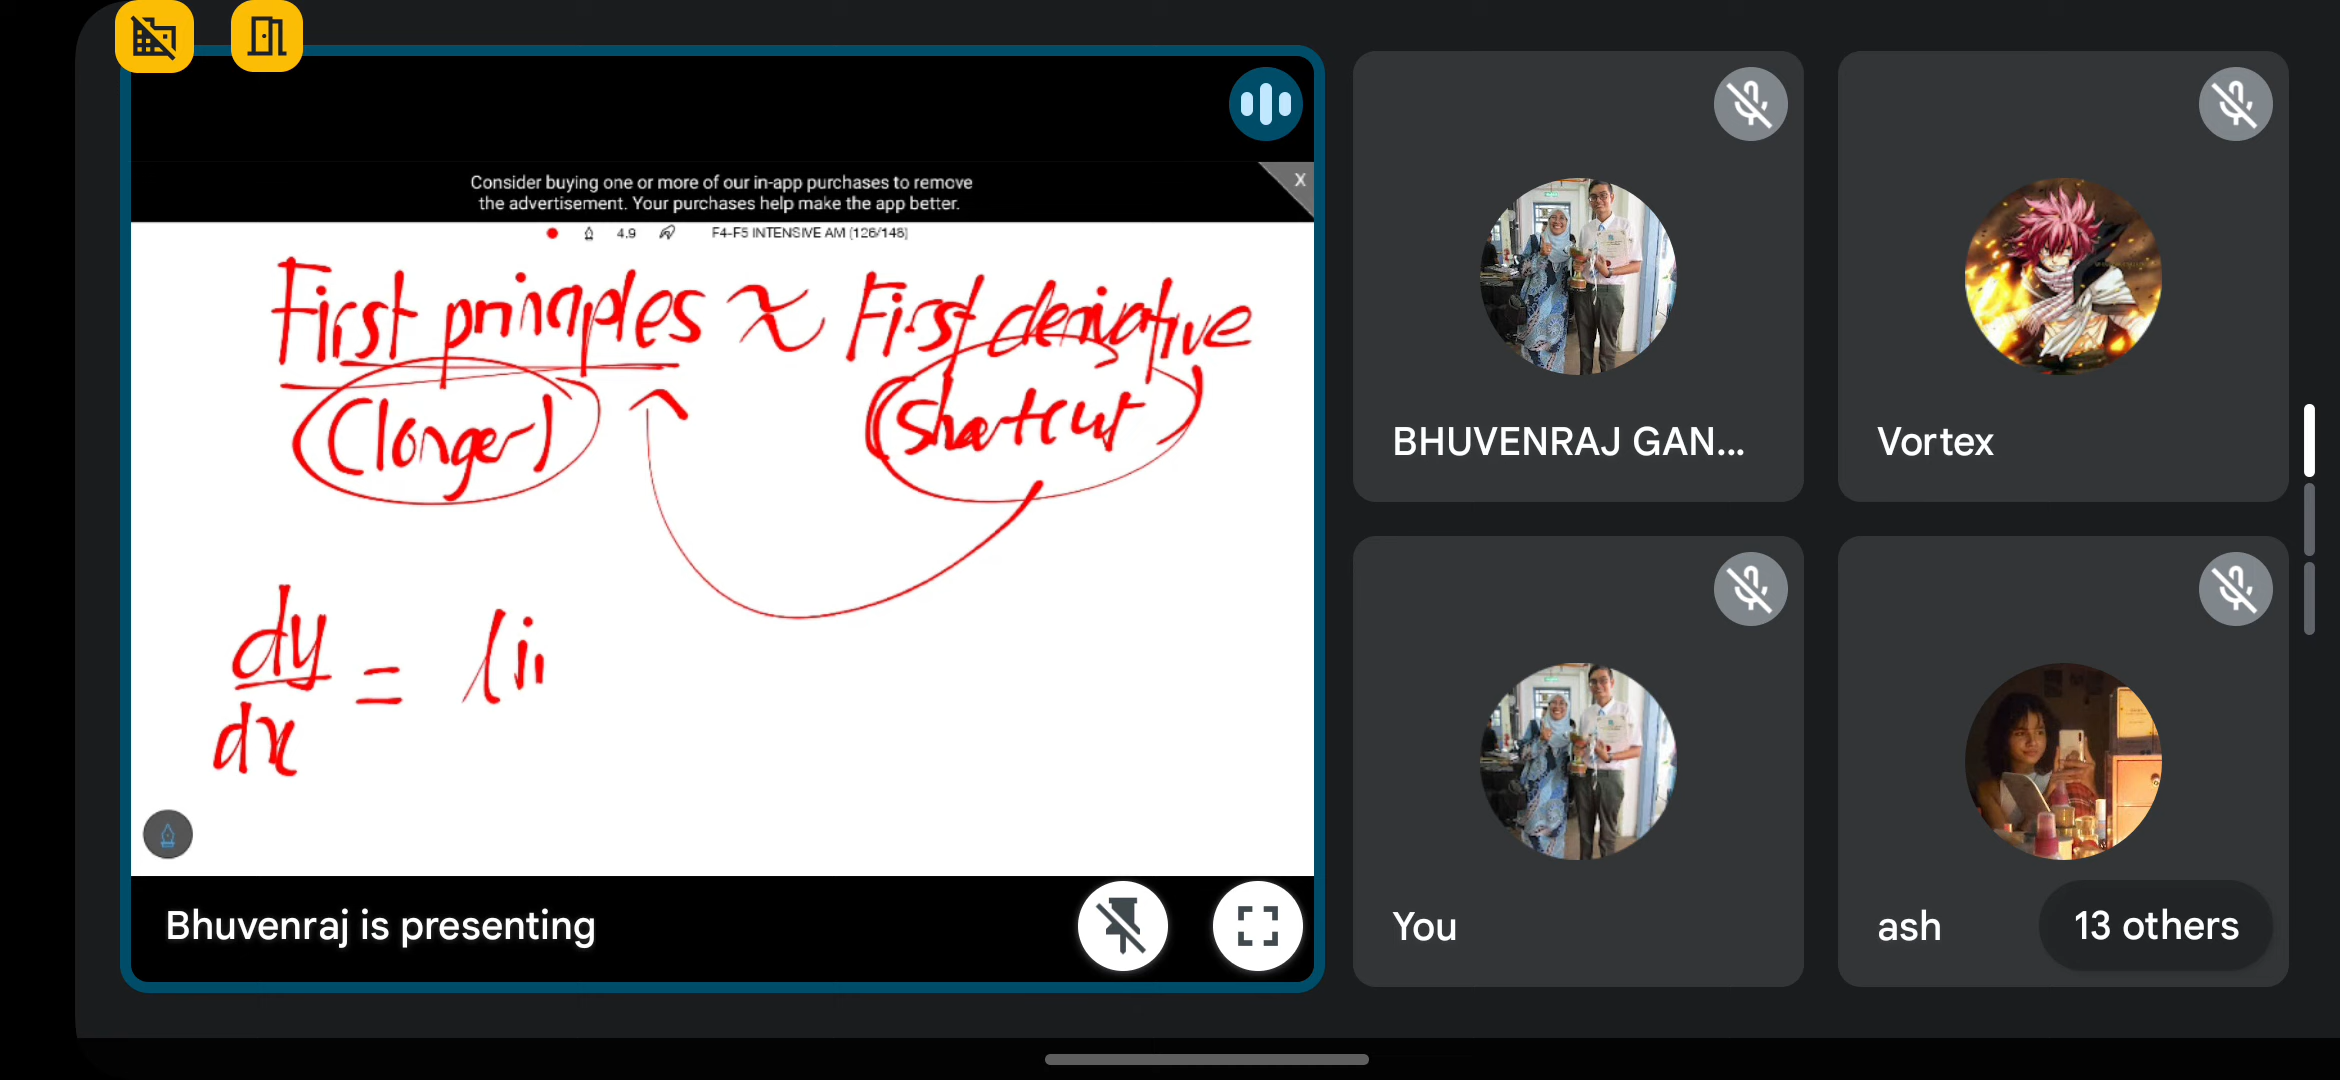 Consider buying one or more of our in-app purchases to remove
the advertisement. Your purchases help make the app better.
X
4.9 F4-F5 INTENSIVE AM (126/148)
First principles ≈ First derivative
(longer) (shortcut)
dy
= li
dx
Bhuvenraj is presenting
BHUVENRAJ GAN...
Vortex
You
ash
13 others